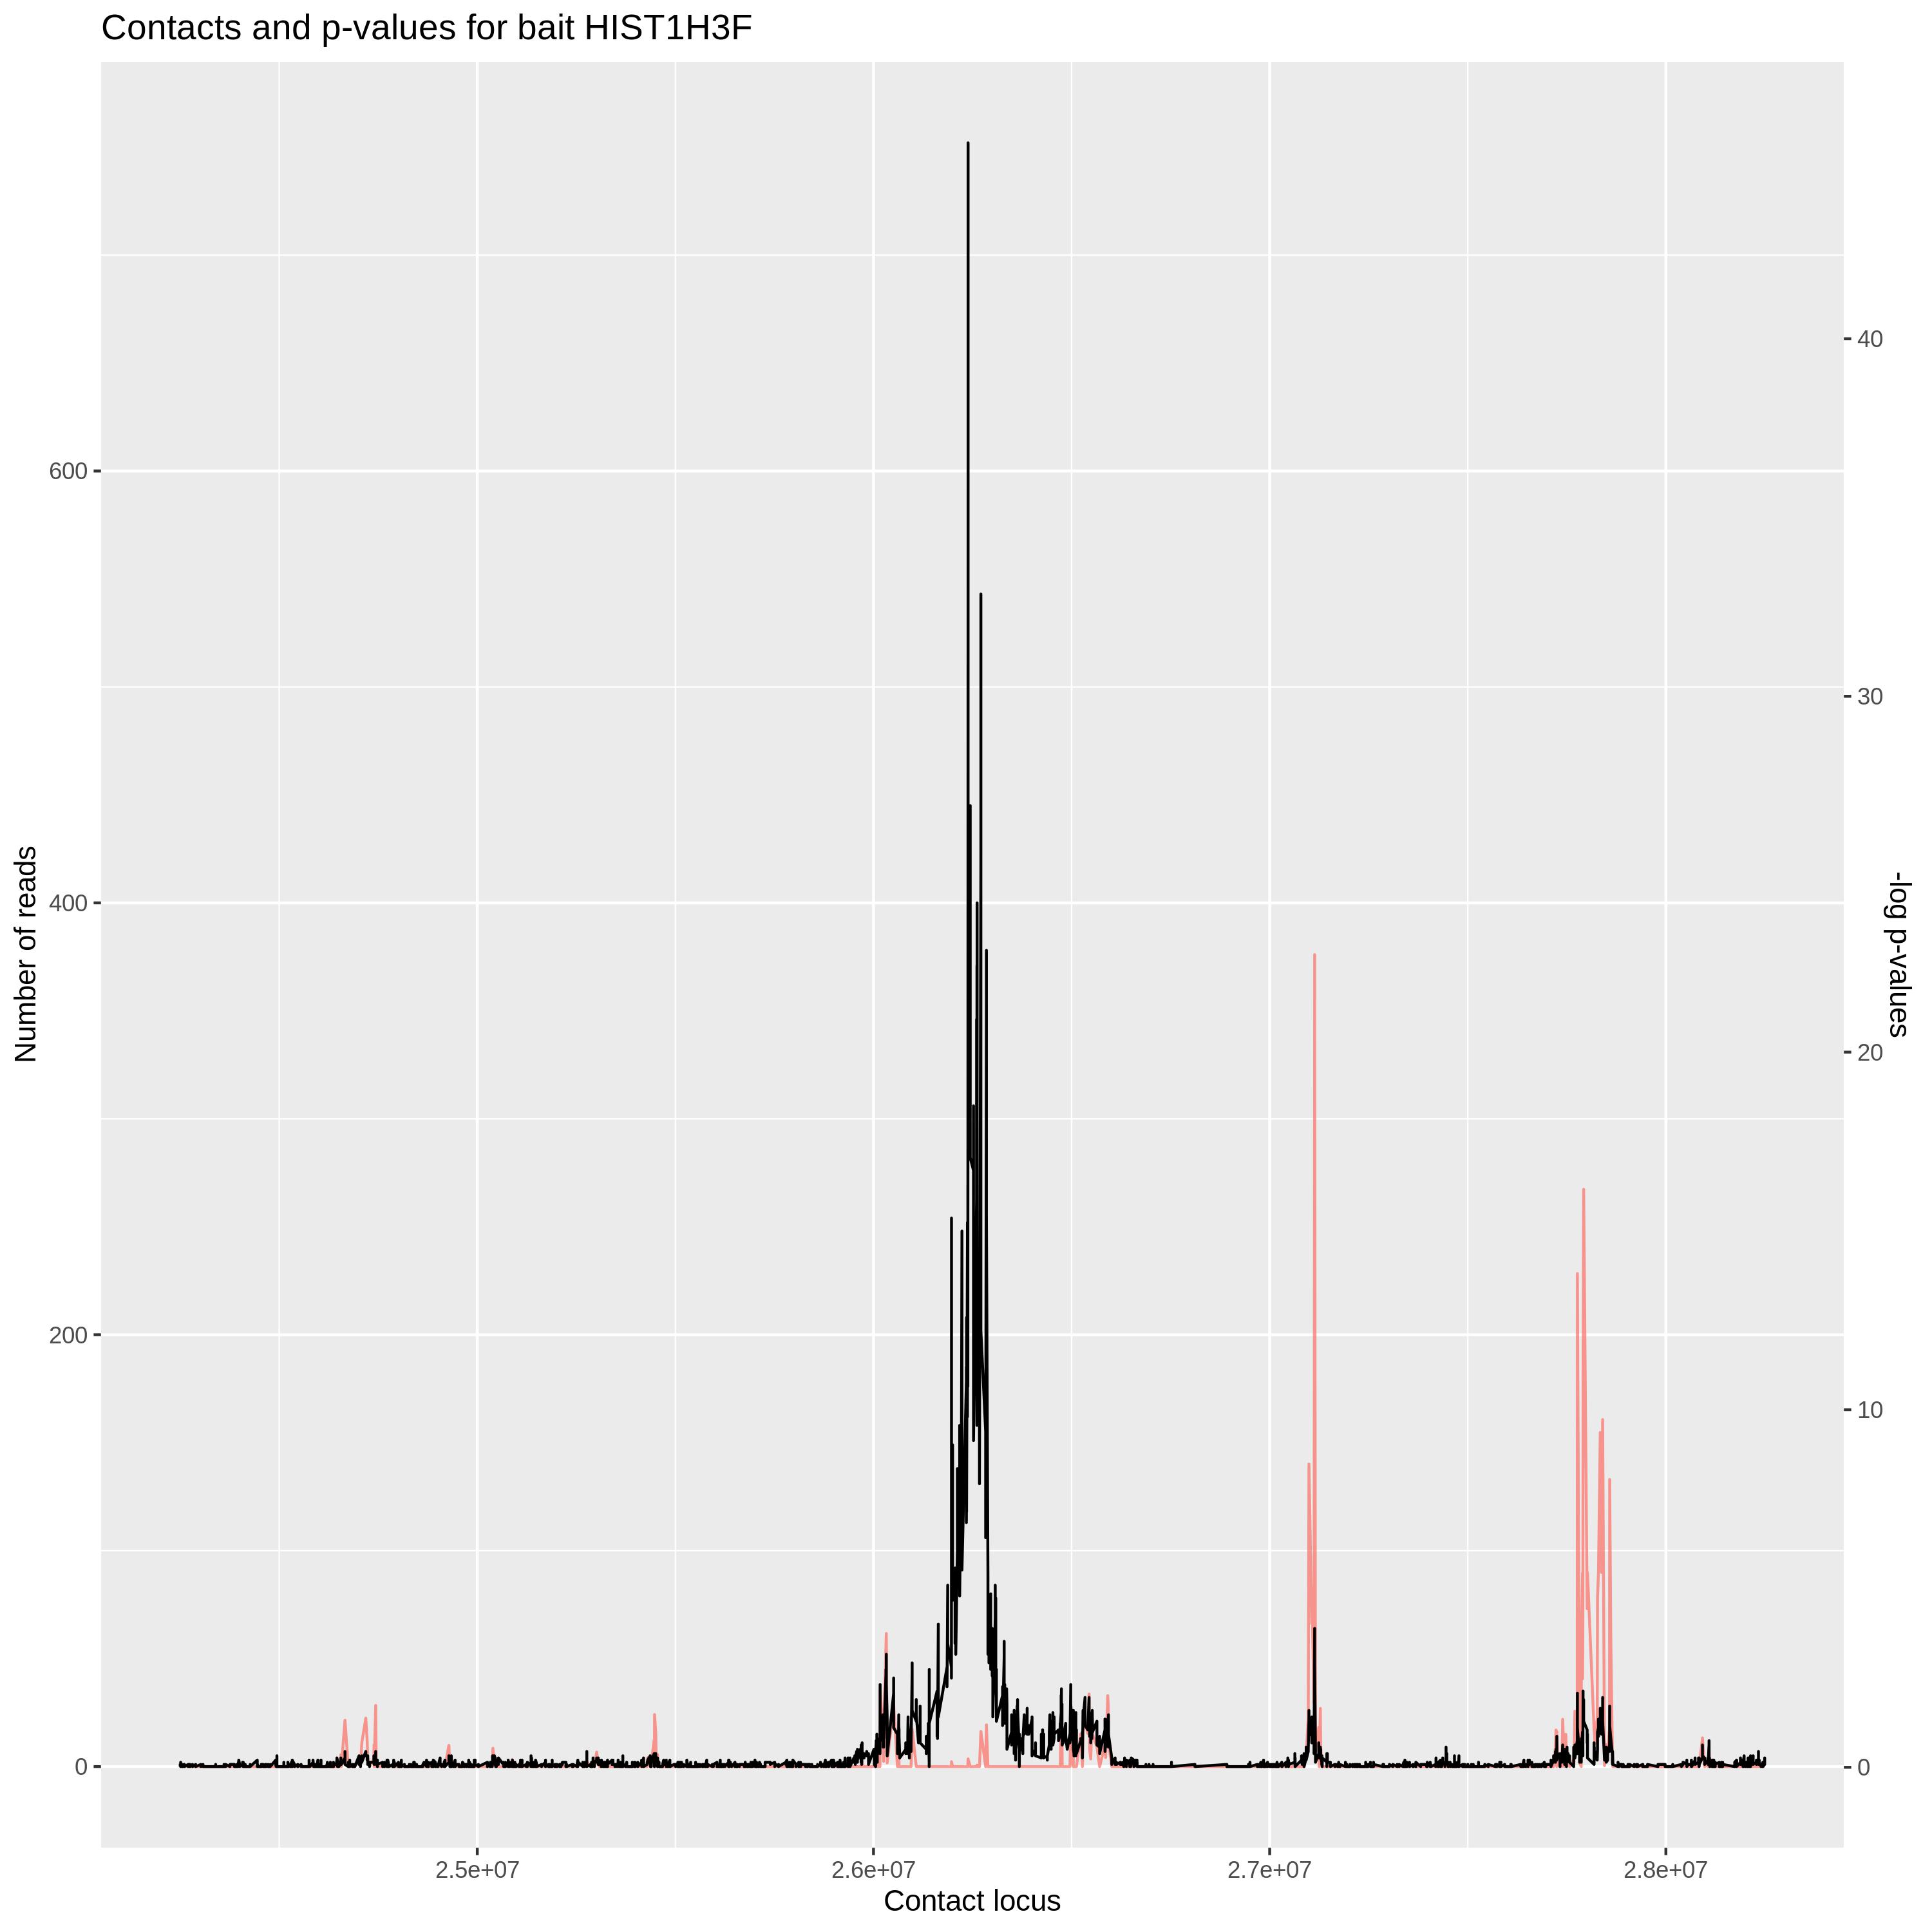 Contacts and p-values for bait HIST1H3F
600
400
200
0
Number of reads
40
30
20
10
0
-log p-values
2.5e+07
2.6e+07
2.7e+07
2.8e+07
Contact locus